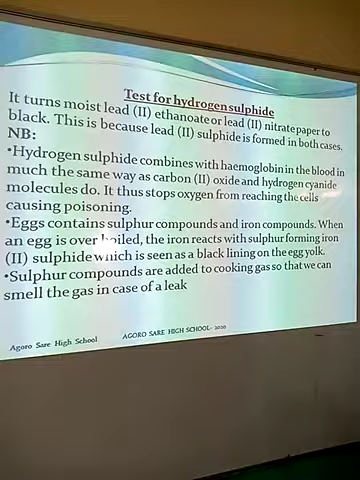 Test for hydrogen sulphide
It turns moist lead (II) ethanoate or lead (II) nitrate paper to
black. This is because lead (II) sulphide is formed in both cases.
NB:
•Hydrogen sulphide combines with haemoglobin in the blood in
much the same way as carbon (II) oxide and hydrogen cyanide
molecules do. It thus stops oxygen from reaching the cells
causing poisoning.
•Eggs contains sulphur compounds and iron compounds. When
an egg is over boiled, the iron reacts with sulphur forming iron
(II) sulphide which is seen as a black lining on the egg yolk.
•Sulphur compounds are added to cooking gas so that we can
smell the gas in case of a leak
Agoro Sare High School
AGORO SARE HIGH SCHOOL- 2020